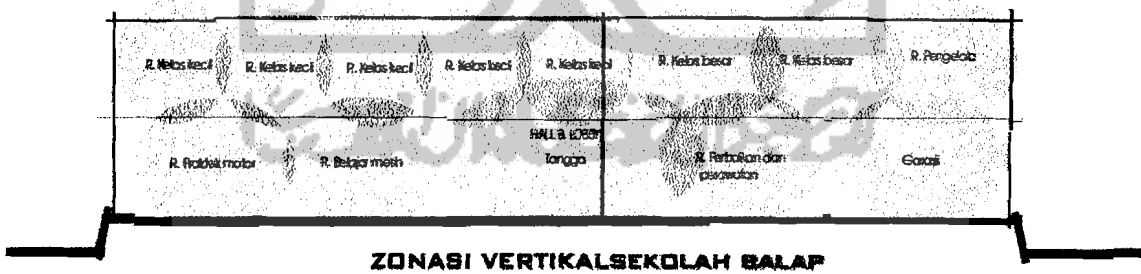 R. Kelas kecil R. Kelas kecil R. Kelas kecil R. Kelas kecil R. Kelas kecil R. Kelas besar R. Kelas besar R. Pengelola
HALL & LOBBY
R. Praktek motor R. Belajar mesin Tangga R. Perbaikan dan Garasi
perawatan
ZONASI VERTIKALSEKOLAH BALAP